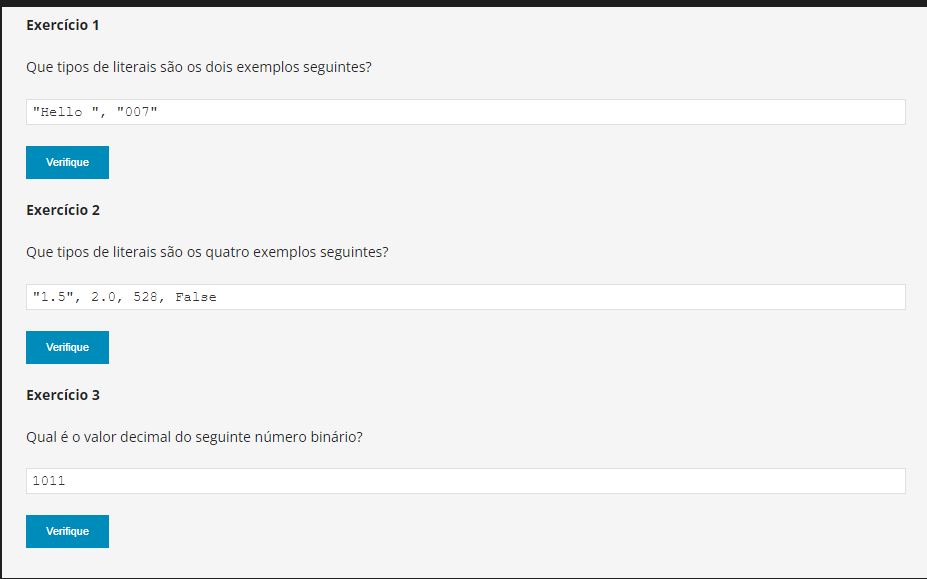 Exercício 1
Que tipos de literais são os dois exemplos seguintes?
"Hello ", "007"
Verifique
Exercício 2
Que tipos de literais são os quatro exemplos seguintes?
"1.5", 2.0, 528, False
Verifique
Exercício 3
Qual é o valor decimal do seguinte número binário?
1011
Verifique